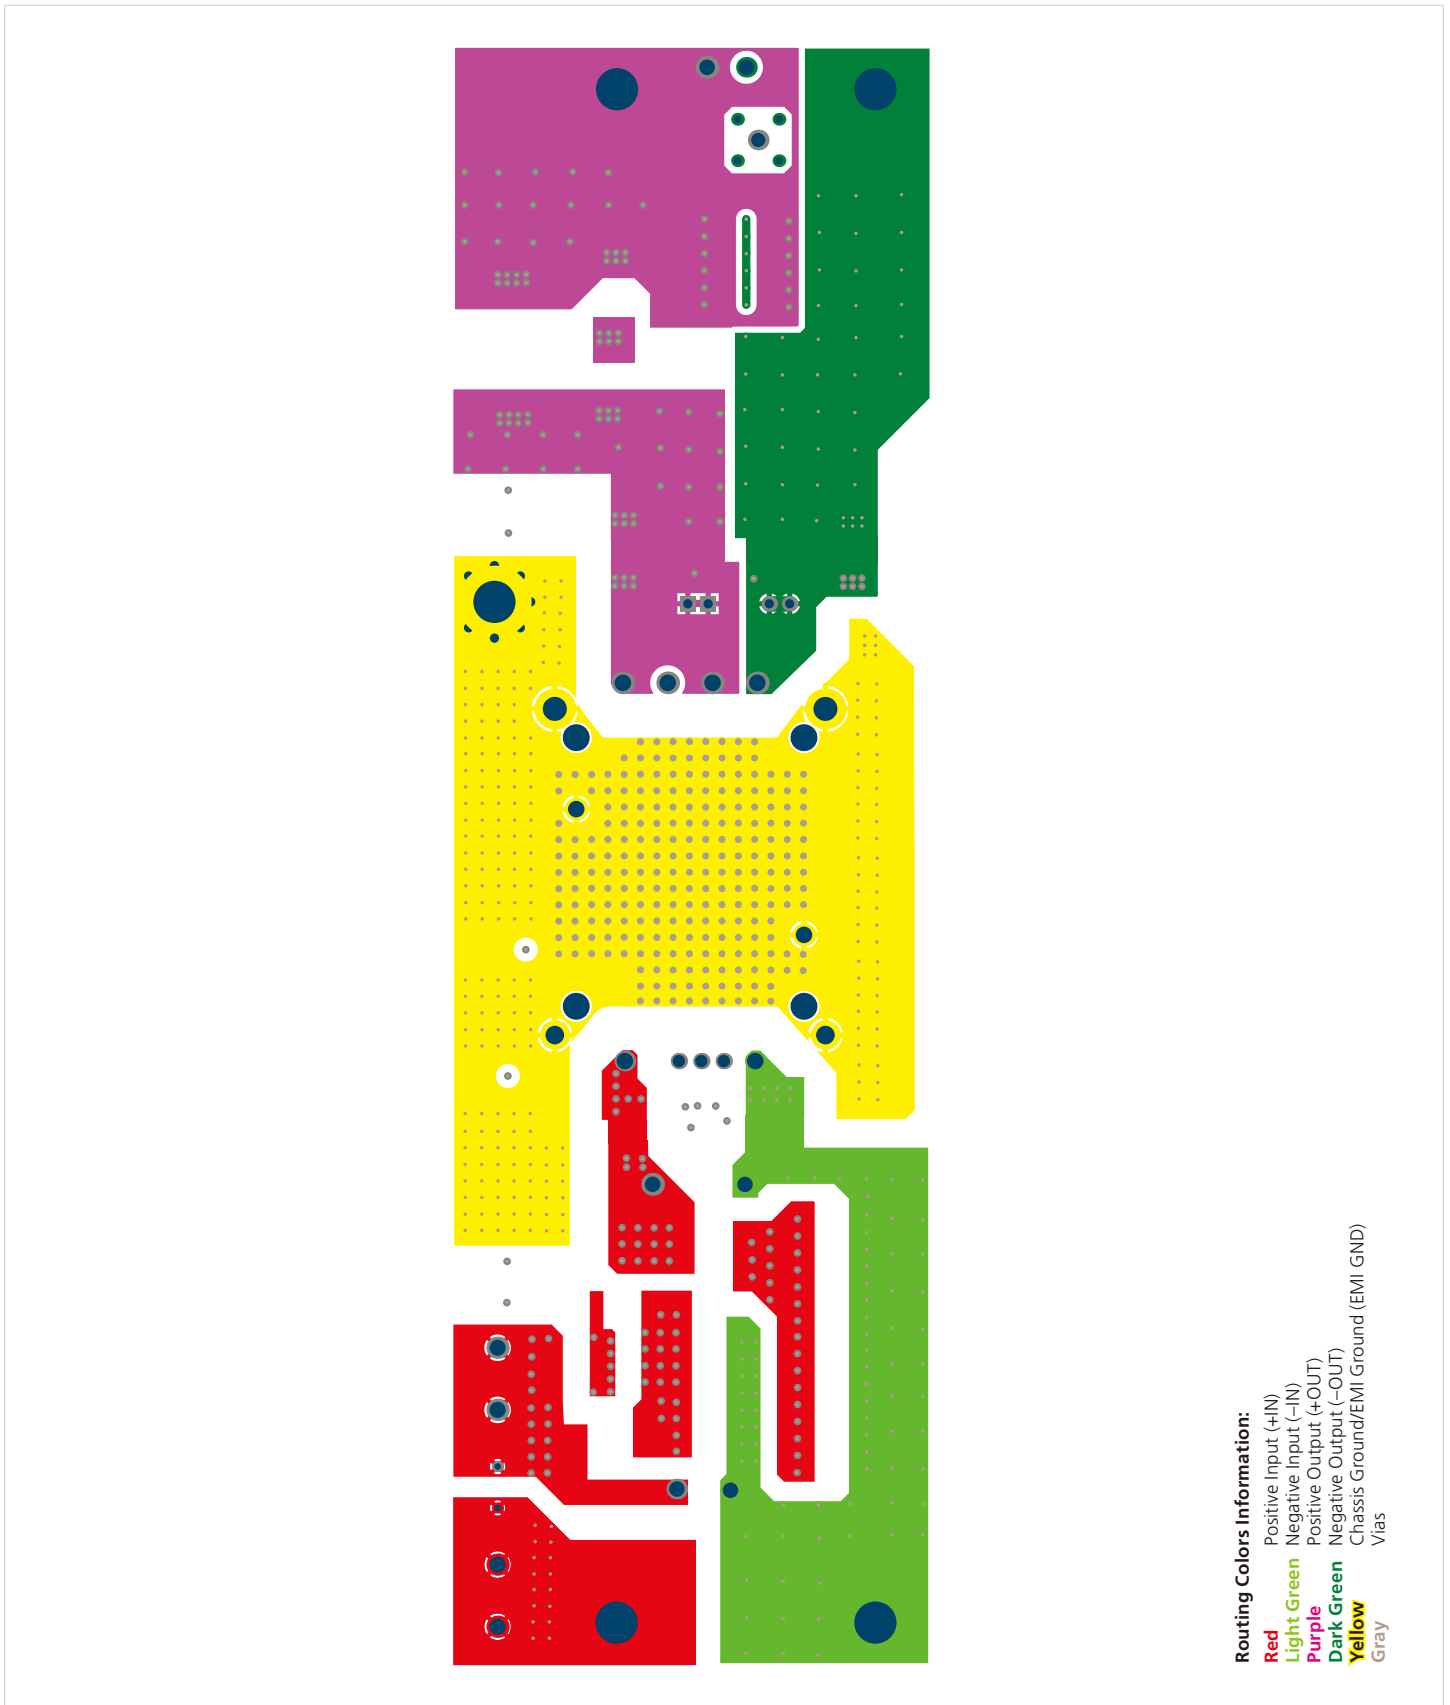 Routing Colors Information:
Red Positive Input (+IN)
Light Green Negative Input (–IN)
Purple Positive Output (+OUT)
Dark Green Negative Output (–OUT)
Yellow Chassis Ground/EMI Ground (EMI GND)
Gray Vias